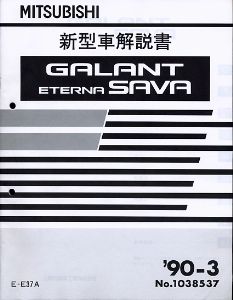 MITSUBISHI
新型車解説書
GALANT
ETERNA SAVA
'90-3
No.1038537
E-E37A